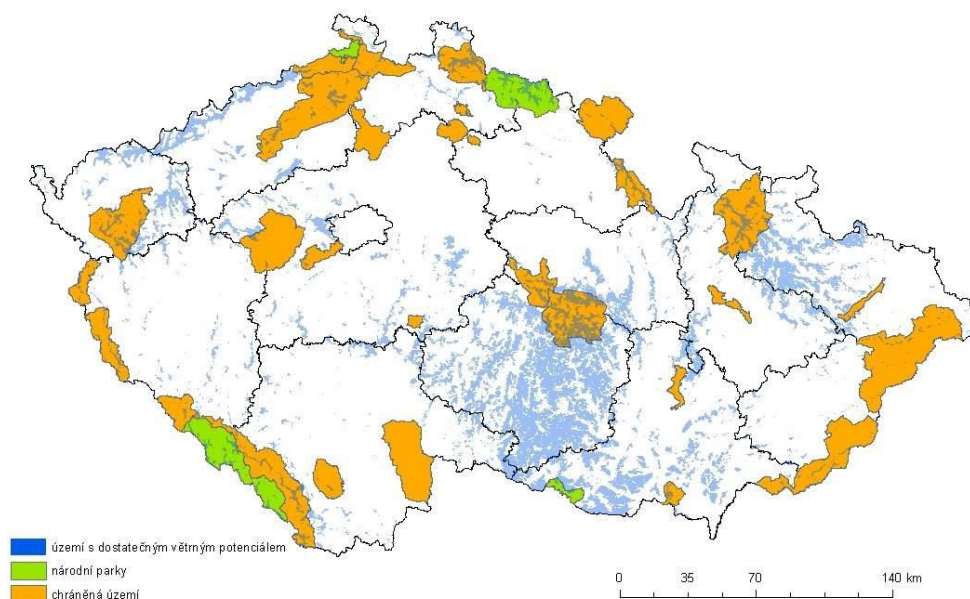 území s dostatečným větrným potenciálem
národní parky
chráněná území
0 35 70 140 km